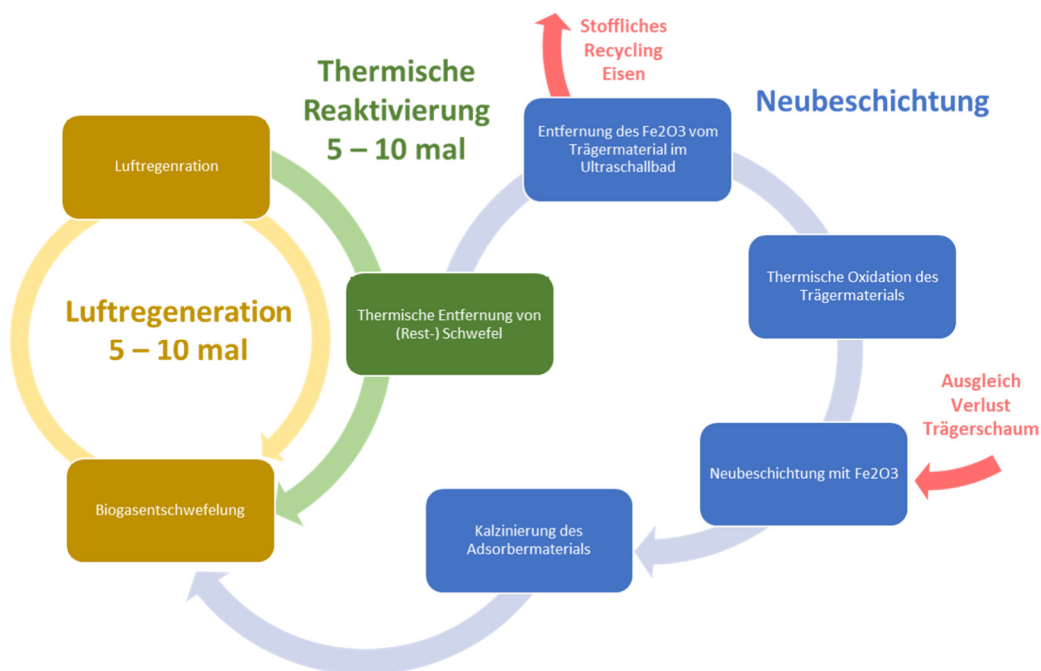 Stoffliches
Recycling
Eisen
Thermische
Reaktivierung
5 – 10 mal
Neubeschichtung
Entfernung des Fe2O3 vom
Trägermaterial im
Ultraschallbad
Luftregenration
Thermische Oxidation des
Trägermaterials
Luftregeneration
5 – 10 mal
Thermische Entfernung von
(Rest-) Schwefel
Ausgleich
Verlust
Trägerschaum
Neubeschichtung mit Fe2O3
Biogasentschwefelung
Kalzinierung des
Adsorbermaterials